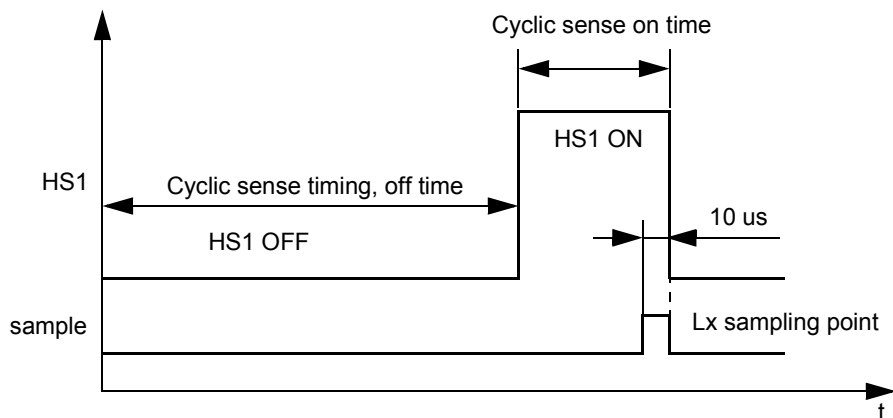 Cyclic sense on time
HS1 ON
HS1
Cyclic sense timing, off time
10 us
HS1 OFF
sample
Lx sampling point
t